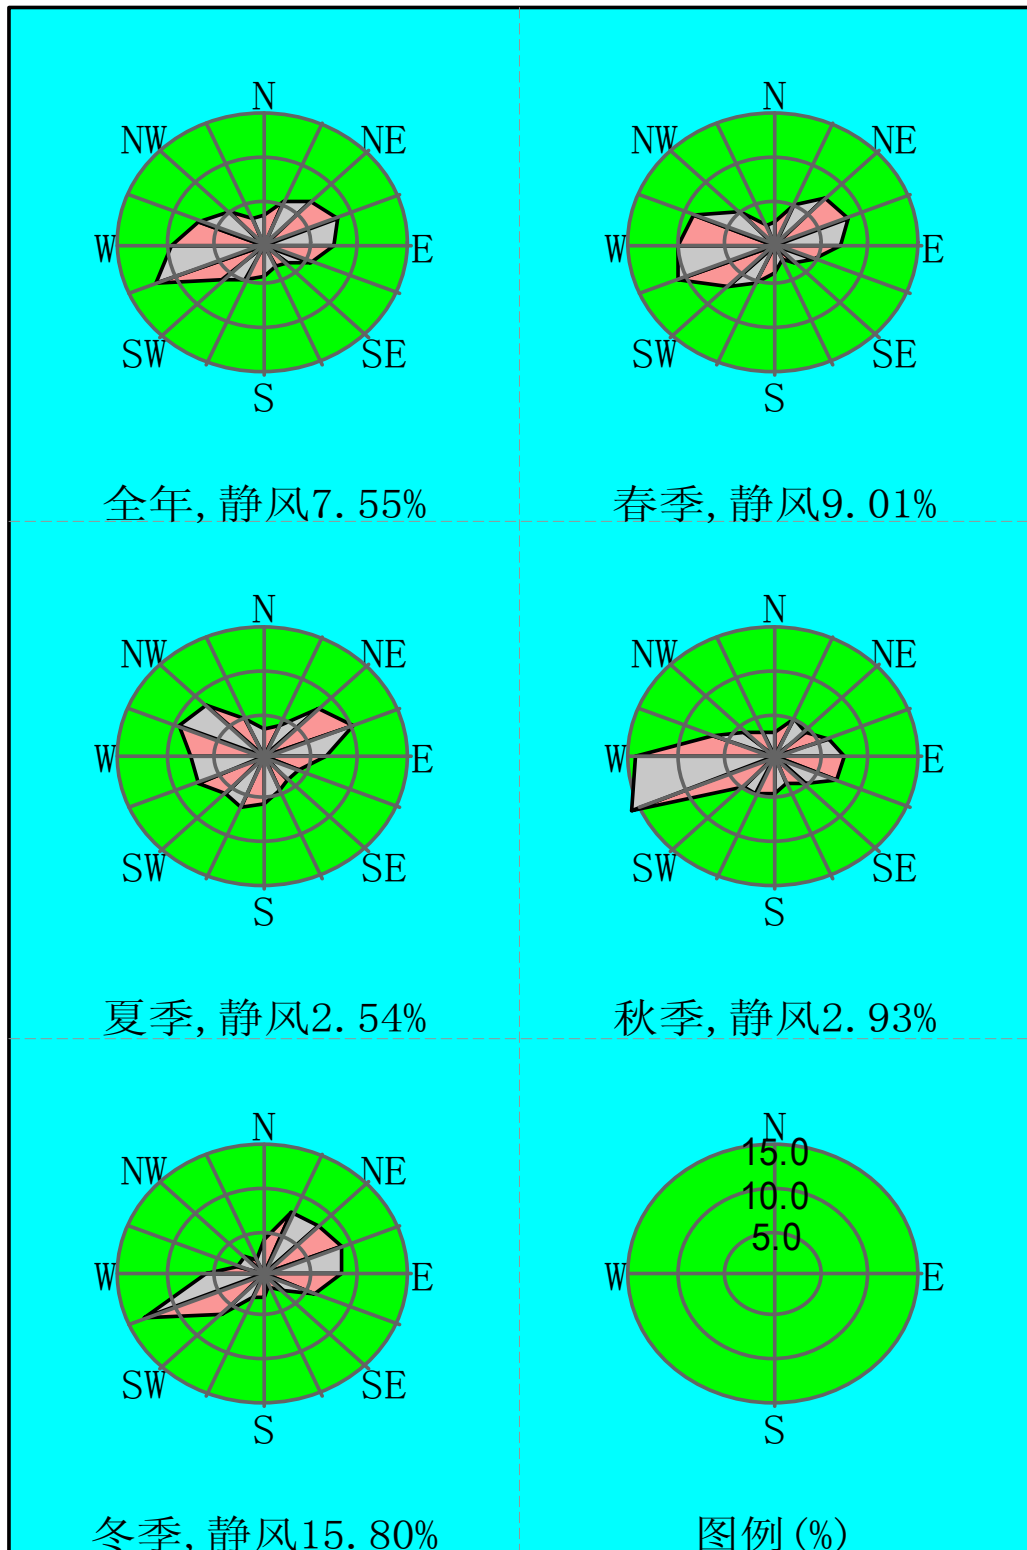 N
NW NE
W E
SW SE
S
全年,静风7.55%
N
NW NE
W E
SW SE
S
春季,静风9.01%
N
NW NE
W E
SW SE
S
夏季,静风2.54%
N
NW NE
W E
SW SE
S
秋季,静风2.93%
N
NW NE
W E
SW SE
S
冬季,静风15.80%
N
15.0
10.0
5.0
W E
S
图例(%)